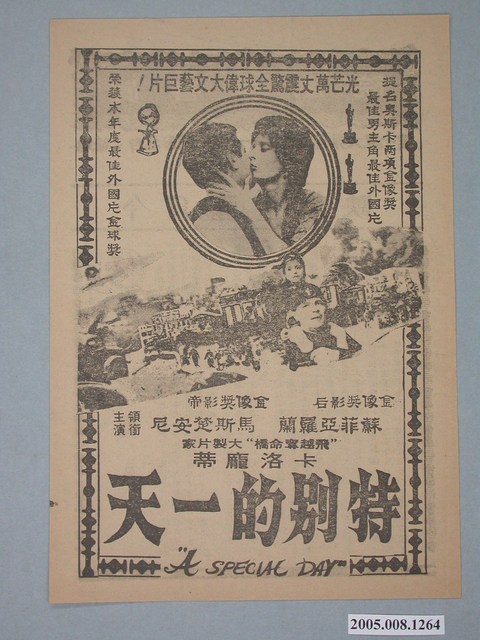 光芒萬丈震驚全球偉大文藝巨片!
提名奧斯卡兩項金像獎
最佳男主角最佳外國片
榮獲本年度最佳外國片金球獎
金像獎影后 金像獎影帝
蘇菲亞羅蘭 馬斯楚安尼 領銜主演
"飛越奪命橋"大製片家
卡洛龐蒂
特別的一天
"A SPECIAL DAY"
2005.008.1264